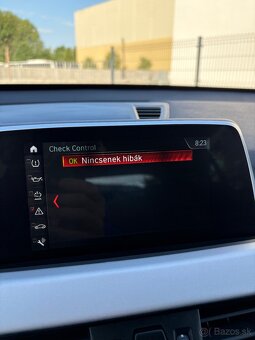 Check Control
8:23
OK Nincsenek hibák
Bazos.sk